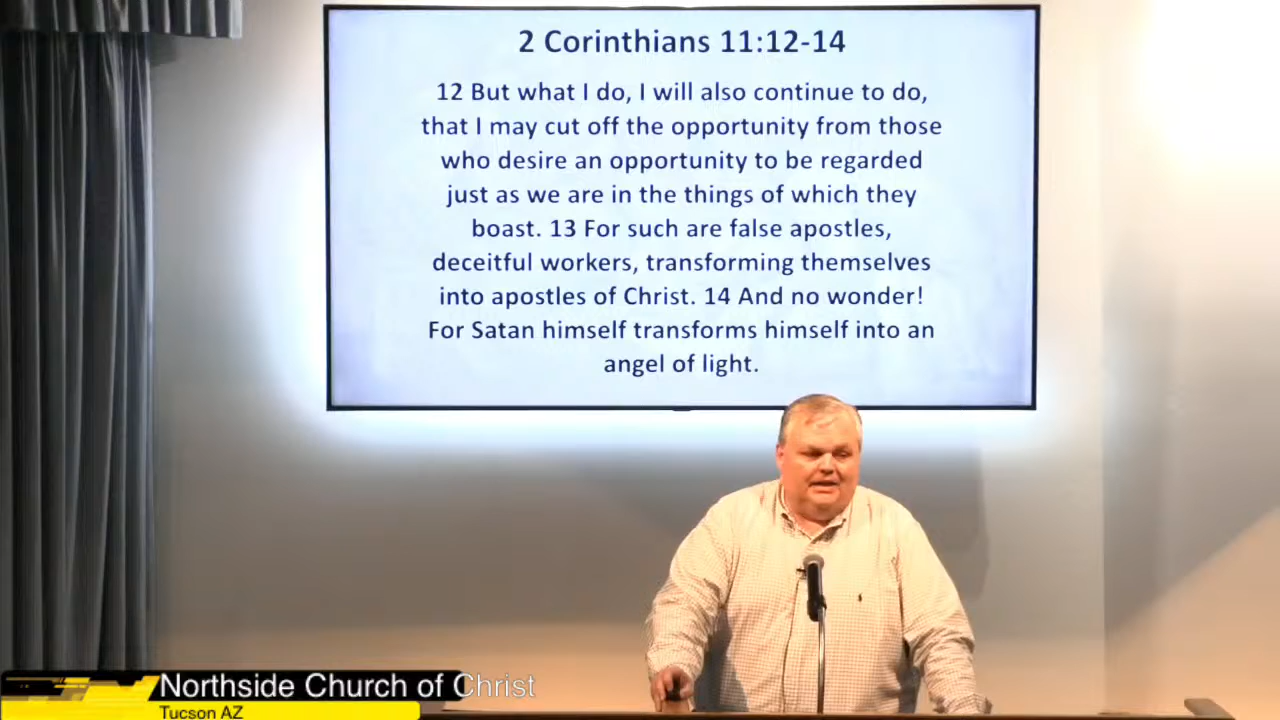 2 Corinthians 11:12-14
12 But what I do, I will also continue to do,
that I may cut off the opportunity from those
who desire an opportunity to be regarded
just as we are in the things of which they
boast. 13 For such are false apostles,
deceitful workers, transforming themselves
into apostles of Christ. 14 And no wonder!
For Satan himself transforms himself into an
angel of light.
Northside Church of Christ
Tucson AZ